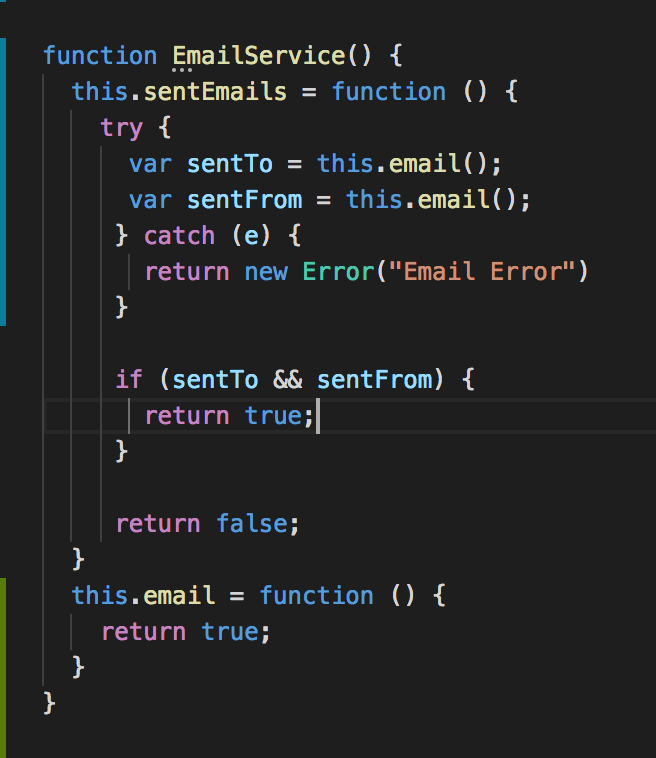 function EmailService() {
this.sentEmails = function () {
try {
var sentTo = this.email();
var sentFrom = this.email();
} catch (e) {
return new Error("Email Error")
}
if (sentTo && sentFrom) {
return true;
}
return false;
}
this.email = function () {
return true;
}
}